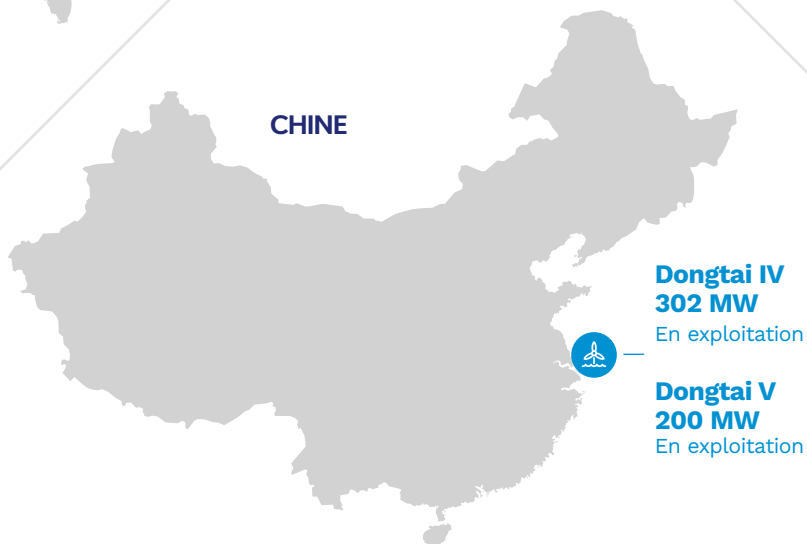 CHINE
Dongtai IV
302 MW
En exploitation
Dongtai V
200 MW
En exploitation